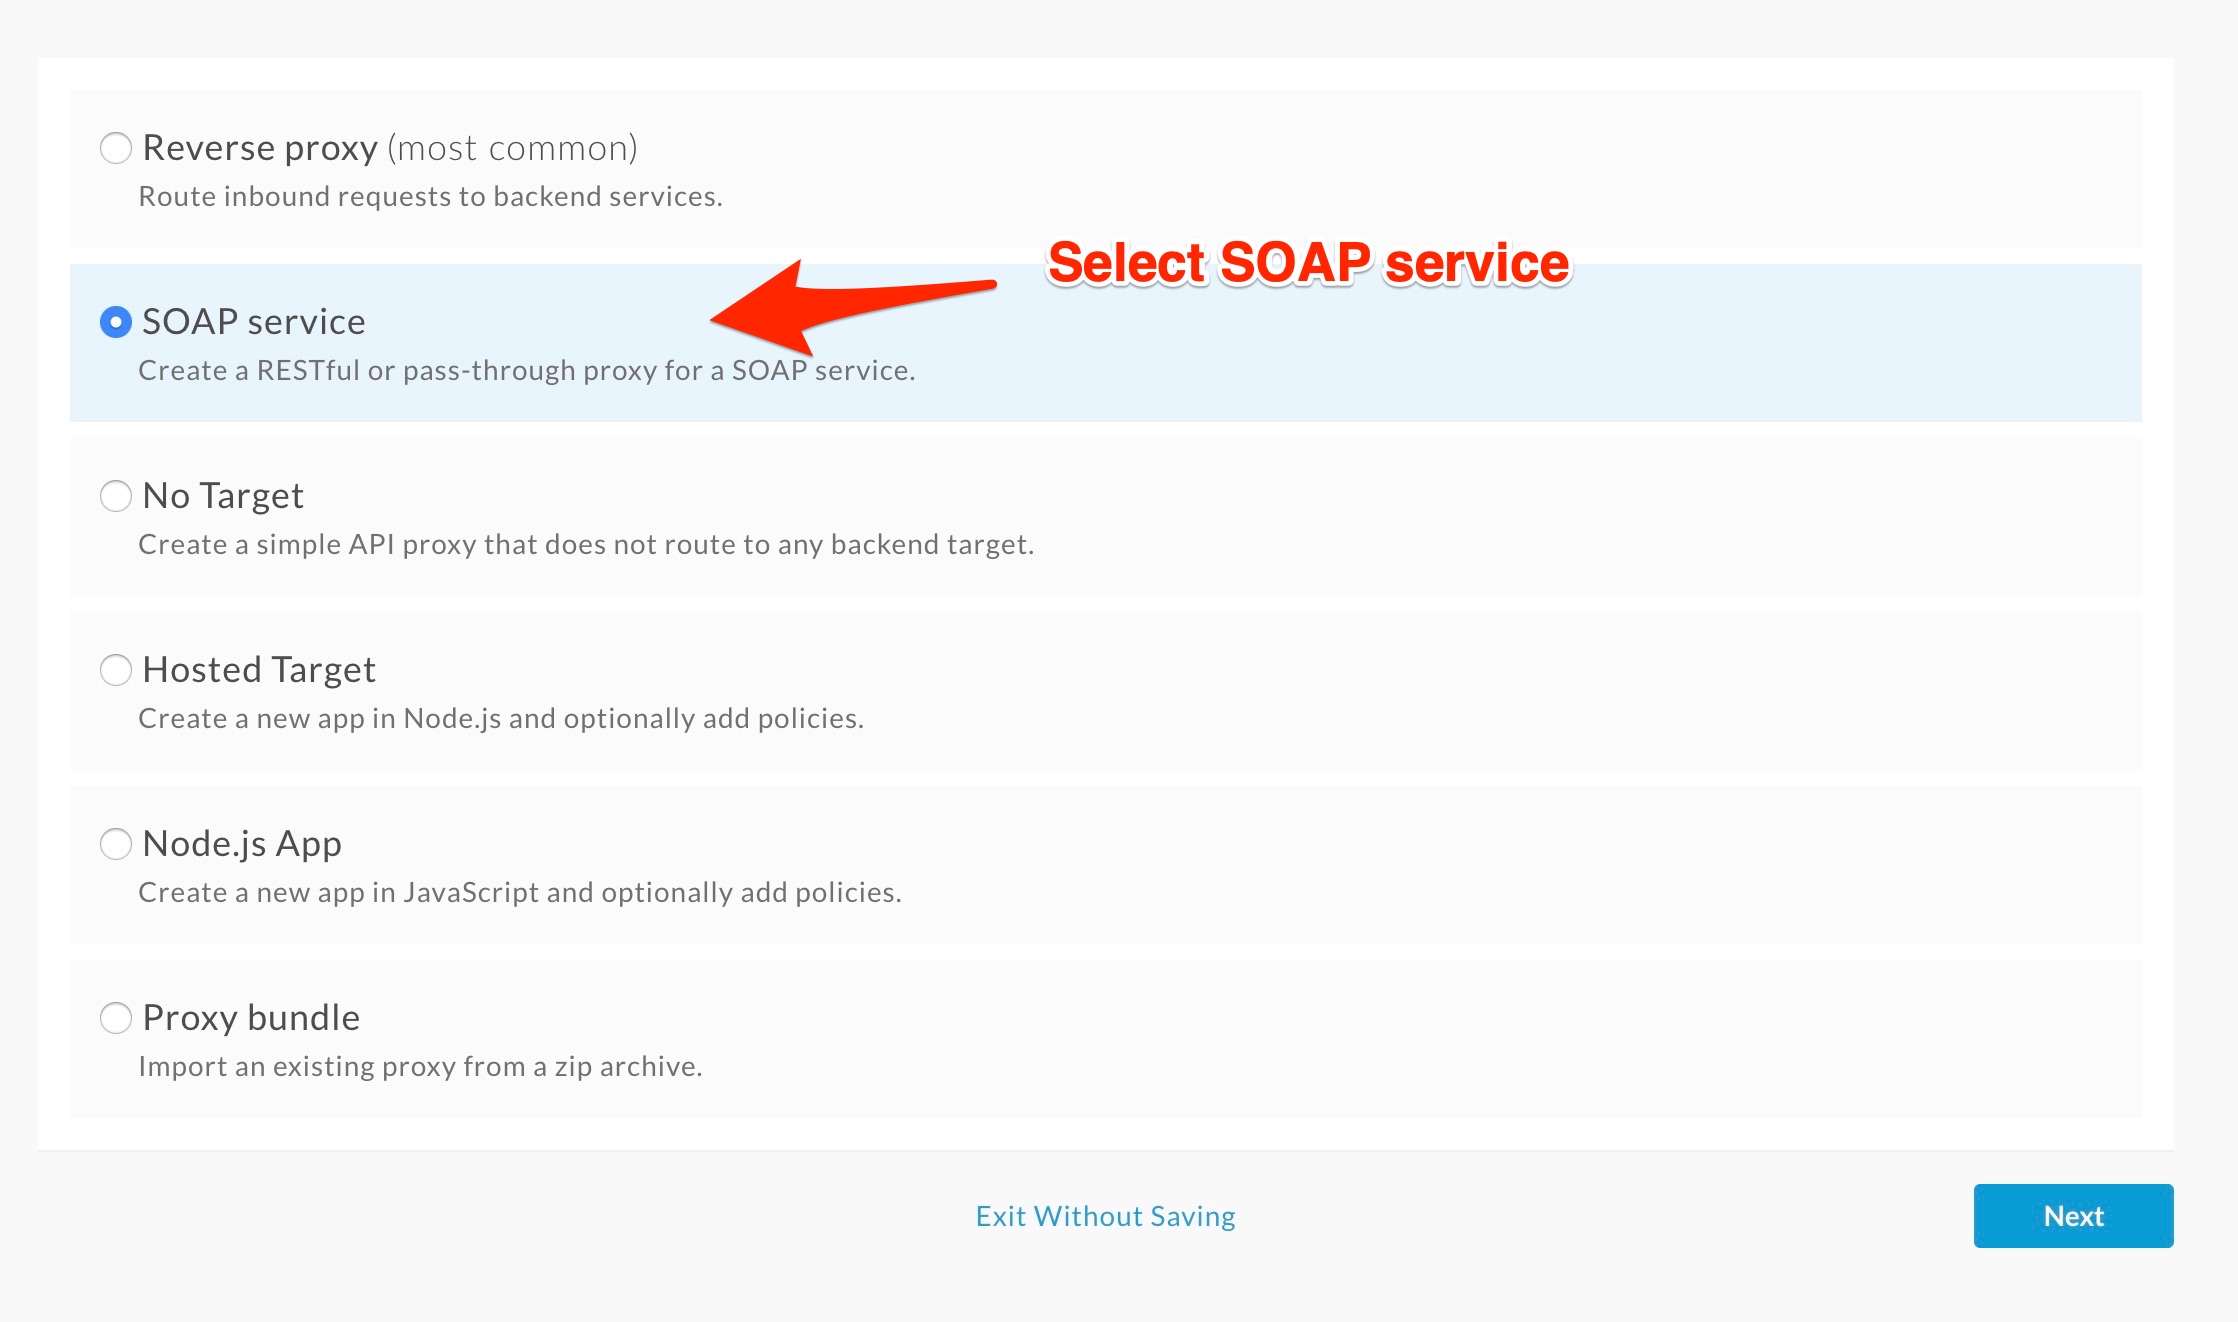 Reverse proxy (most common)
Route inbound requests to backend services.
Select SOAP service
SOAP service
Create a RESTful or pass-through proxy for a SOAP service.
No Target
Create a simple API proxy that does not route to any backend target.
Hosted Target
Create a new app in Node.js and optionally add policies.
Node.js App
Create a new app in JavaScript and optionally add policies.
Proxy bundle
Import an existing proxy from a zip archive.
Exit Without Saving
Next